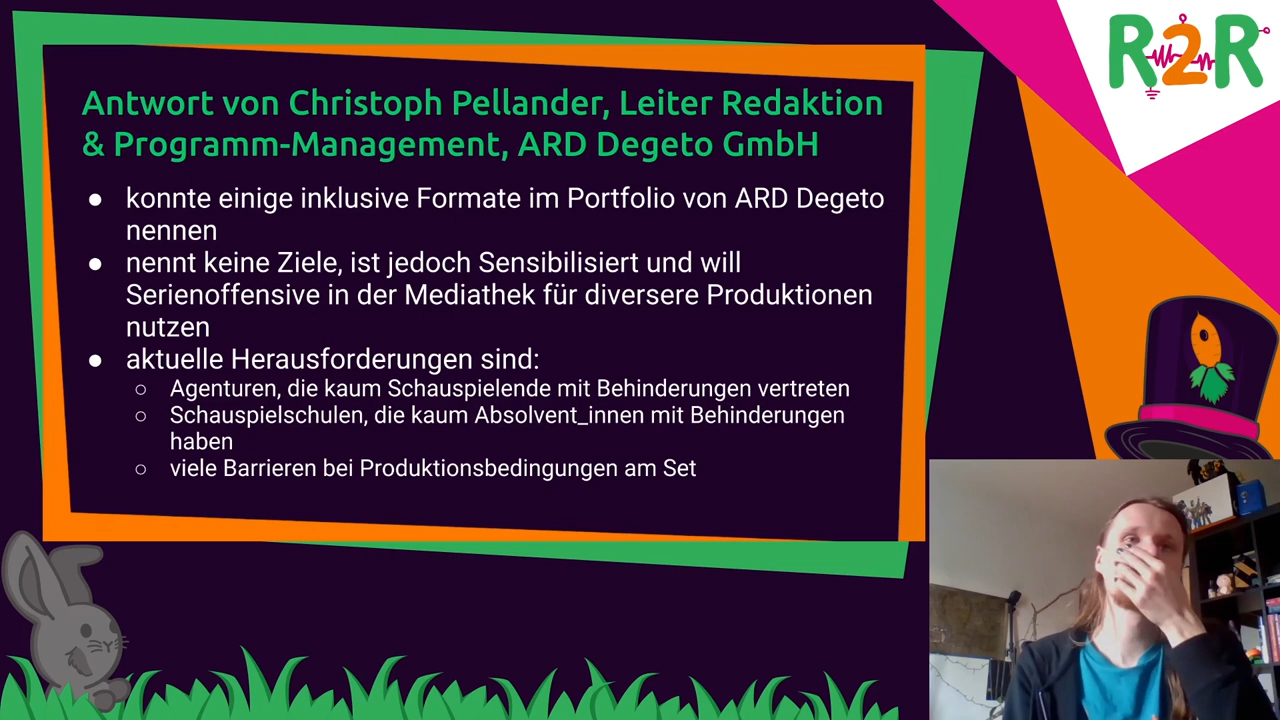 R2R
Antwort von Christoph Pellander, Leiter Redaktion
& Programm-Management, ARD Degeto GmbH
● konnte einige inklusive Formate im Portfolio von ARD Degeto
nennen
● nennt keine Ziele, ist jedoch Sensibilisiert und will
Serienoffensive in der Mediathek für diversere Produktionen
nutzen
● aktuelle Herausforderungen sind:
○ Agenturen, die kaum Schauspielende mit Behinderungen vertreten
○ Schauspielschulen, die kaum Absolvent_innen mit Behinderungen
haben
○ viele Barrieren bei Produktionsbedingungen am Set